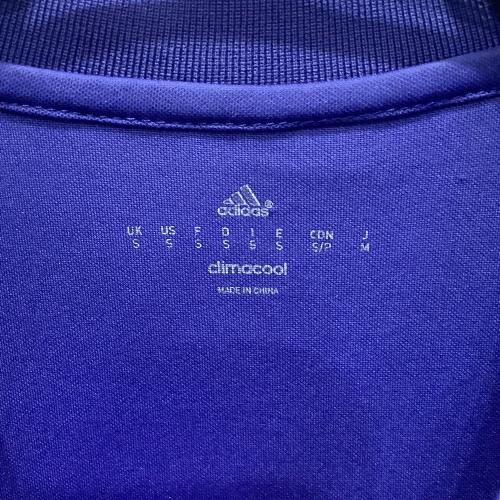 adidas®
UK US F D I E CDN J
S S S S S S S/P M
climacool
MADE IN CHINA